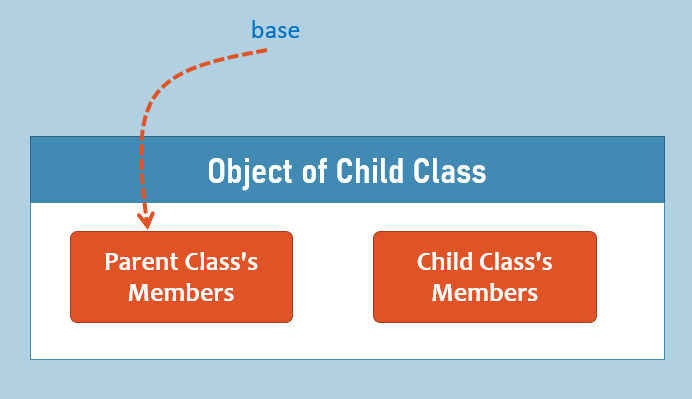 base
Object of Child Class
Parent Class's
Members
Child Class's
Members